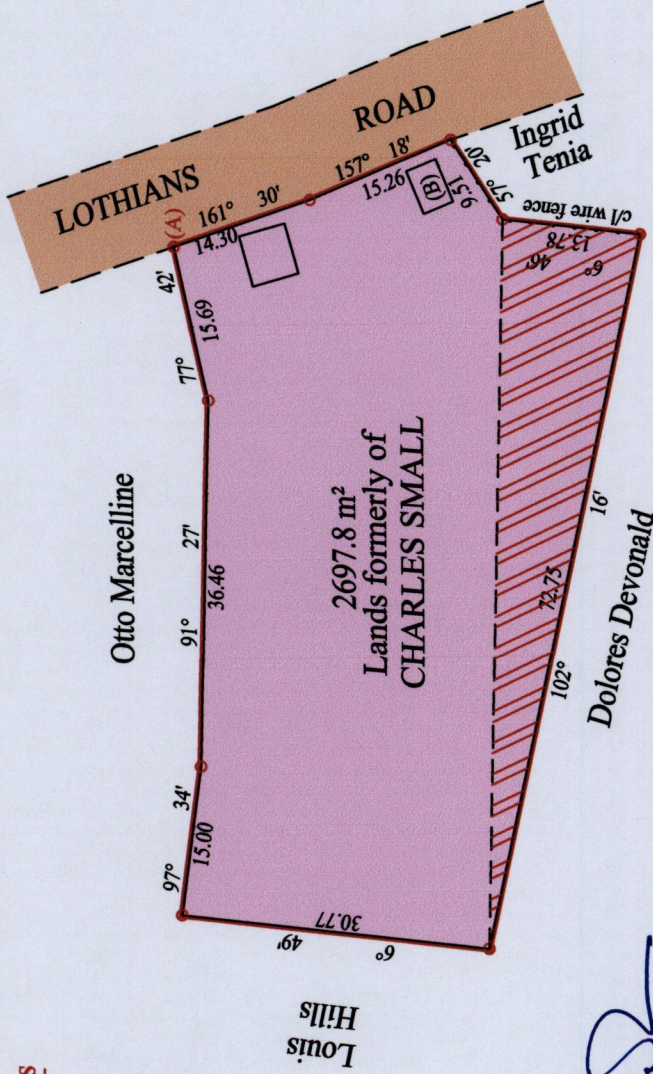 LOTHIANS ROAD
(A)
161° 30'
14.30
157° 18'
15.26
(B)
57° 20'
9.51
Ingrid
Tenia
c/l wire fence
13.78
6° 46'
77° 42'
15.69
Otto Marcelline
91° 27'
36.46
97° 34'
15.00
2697.8 m²
Lands formerly of
CHARLES SMALL
102° 16'
72.75
Dolores Devonald
30.77
6° 49'
Louis
Hills
s